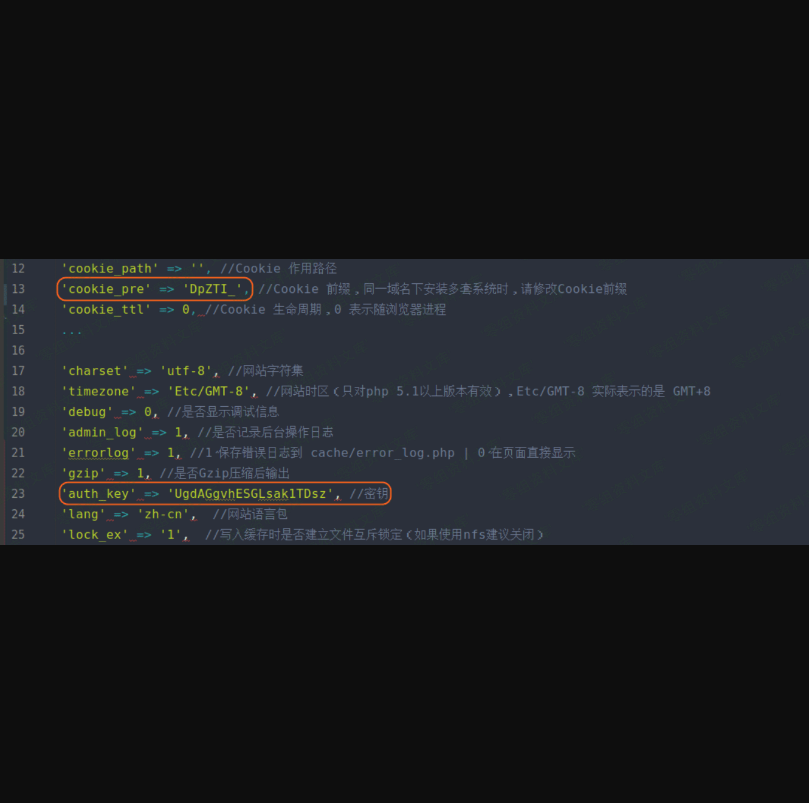 12 'cookie_path' => '', //Cookie 作用路径
13 'cookie_pre' => 'DpZTI_', //Cookie 前缀，同一域名下安装多套系统时，请修改Cookie前缀
14 'cookie_ttl' => 0, //Cookie 生命周期，0 表示随浏览器进程
15 ...
16
17 'charset' => 'utf-8', //网站字符集
18 'timezone' => 'Etc/GMT-8', //网站时区（只对php 5.1以上版本有效），Etc/GMT-8 实际表示的是 GMT+8
19 'debug' => 0, //是否显示调试信息
20 'admin_log' => 1, //是否记录后台操作日志
21 'errorlog' => 1, //1 保存错误日志到 cache/error_log.php | 0 在页面直接显示
22 'gzip' => 1, //是否Gzip压缩后输出
23 'auth_key' => 'UgdAGgvhESGLsak1TDsz', //密钥
24 'lang' => 'zh-cn', //网站语言包
25 'lock_ex' => '1', //写入缓存时是否建立文件互斥锁定（如果使用nfs建议关闭）